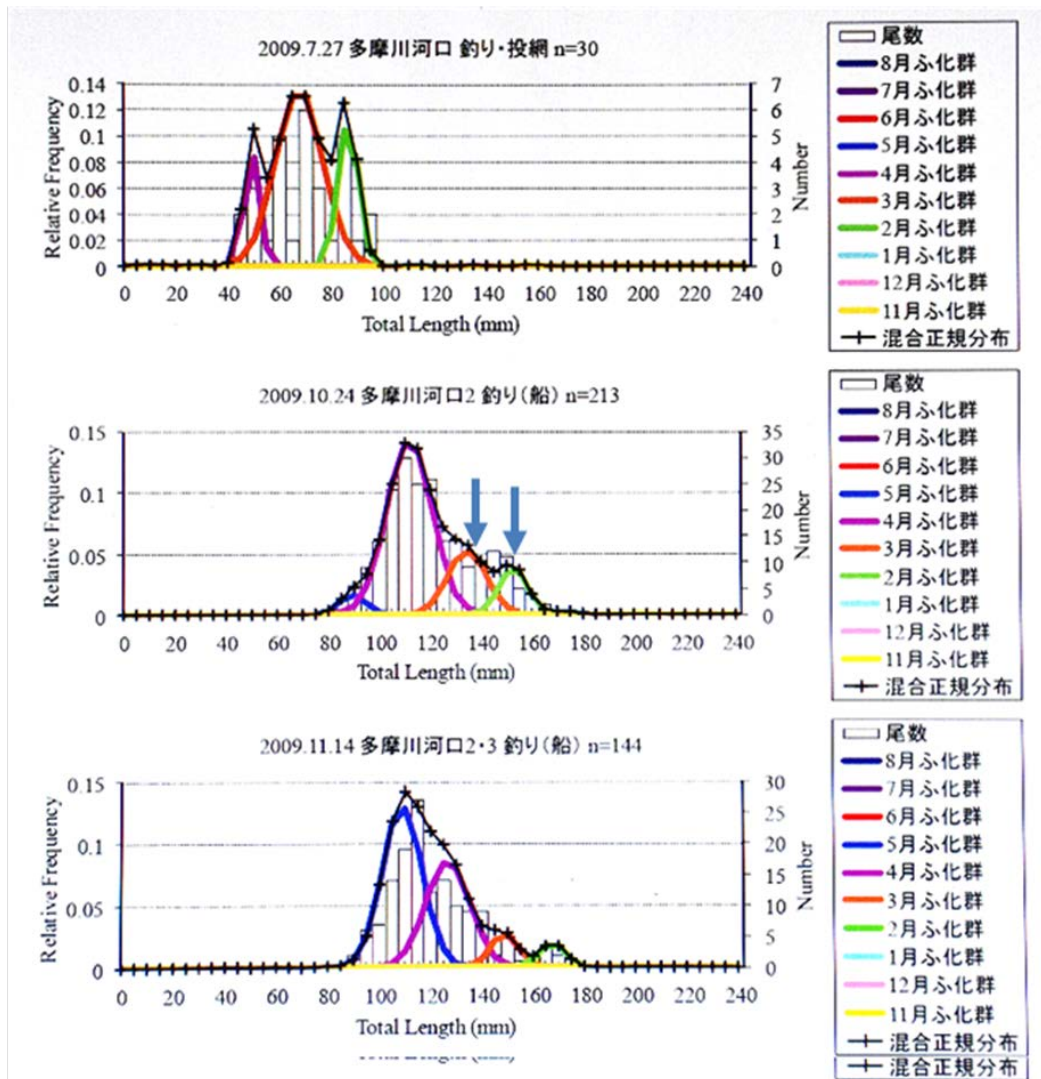 2009.7.27 多摩川河口 釣り・投網 n=30
Relative Frequency
0.14
0.12
0.1
0.08
0.06
0.04
0.02
0
7
6
5
4
3
2
1
0
Number
0 20 40 60 80 100 120 140 160 180 200 220 240
Total Length (mm)
尾数
8月ふ化群
7月ふ化群
6月ふ化群
5月ふ化群
4月ふ化群
3月ふ化群
2月ふ化群
1月ふ化群
12月ふ化群
11月ふ化群
混合正規分布
2009.10.24 多摩川河口2 釣り(船) n=213
Relative Frequency
0.15
0.1
0.05
0
35
30
25
20
15
10
5
0
Number
0 20 40 60 80 100 120 140 160 180 200 220 240
Total Length (mm)
尾数
8月ふ化群
7月ふ化群
6月ふ化群
5月ふ化群
4月ふ化群
3月ふ化群
2月ふ化群
1月ふ化群
12月ふ化群
11月ふ化群
混合正規分布
2009.11.14 多摩川河口2・3 釣り(船) n=144
Relative Frequency
0.15
0.1
0.05
0
30
25
20
15
10
5
0
Number
0 20 40 60 80 100 120 140 160 180 200 220 240
Total Length (mm)
尾数
8月ふ化群
7月ふ化群
6月ふ化群
5月ふ化群
4月ふ化群
3月ふ化群
2月ふ化群
1月ふ化群
12月ふ化群
11月ふ化群
混合正規分布
混合正規分布